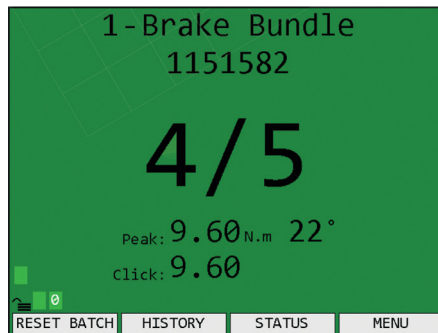 1-Brake Bundle
1151582
4/5
Peak: 9.60 N.m 22°
Click: 9.60
0
RESET BATCH HISTORY STATUS MENU